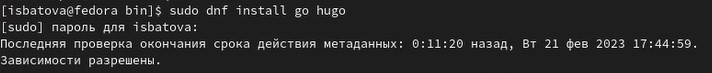 [isbatova@fedora bin]$ sudo dnf install go hugo
[sudo] пароль для isbatova:
Последняя проверка окончания срока действия метаданных: 0:11:20 назад, Вт 21 фев 2023 17:44:59.
Зависимости разрешены.